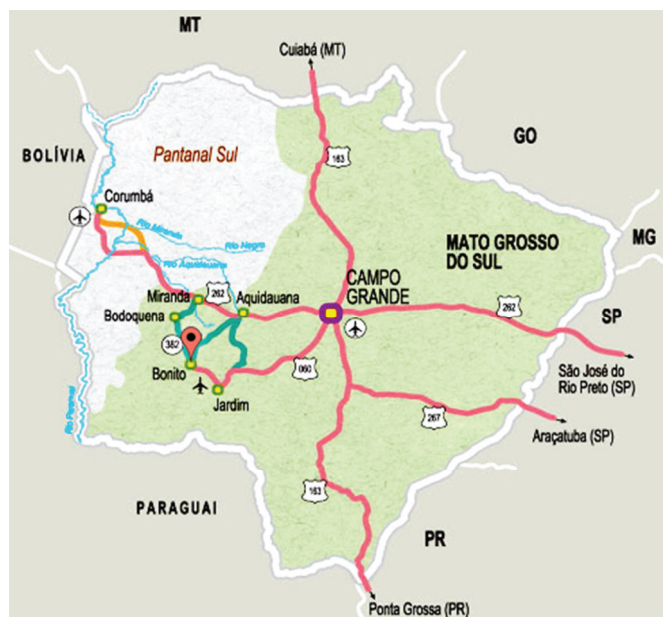 MT
Cuiabá (MT)
GO
BOLÍVIA
Pantanal Sul
163
Corumbá
Rio Miranda
Rio Negro
MATO GROSSO
DO SUL
MG
Rio Aquidauana
CAMPO
GRANDE
Miranda
262
Aquidauana
262
Bodoquena
SP
382
São José do
Rio Preto (SP)
Bonito
060
Jardim
267
Rio Paraguai
Araçatuba (SP)
163
PARAGUAI
PR
Ponta Grossa (PR)